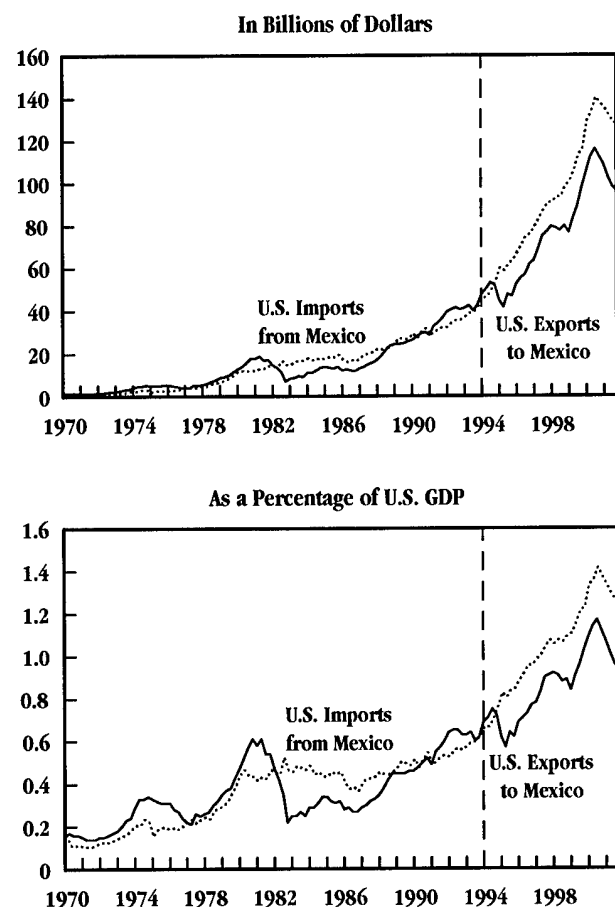 In Billions of Dollars
160
140
120
100
80
60
40
20
0
U.S. Imports
from Mexico
U.S. Exports
to Mexico
1970 1974 1978 1982 1986 1990 1994 1998
As a Percentage of U.S. GDP
1.6
1.4
1.2
1.0
0.8
0.6
0.4
0.2
0
U.S. Imports
from Mexico
U.S. Exports
to Mexico
1970 1974 1978 1982 1986 1990 1994 1998